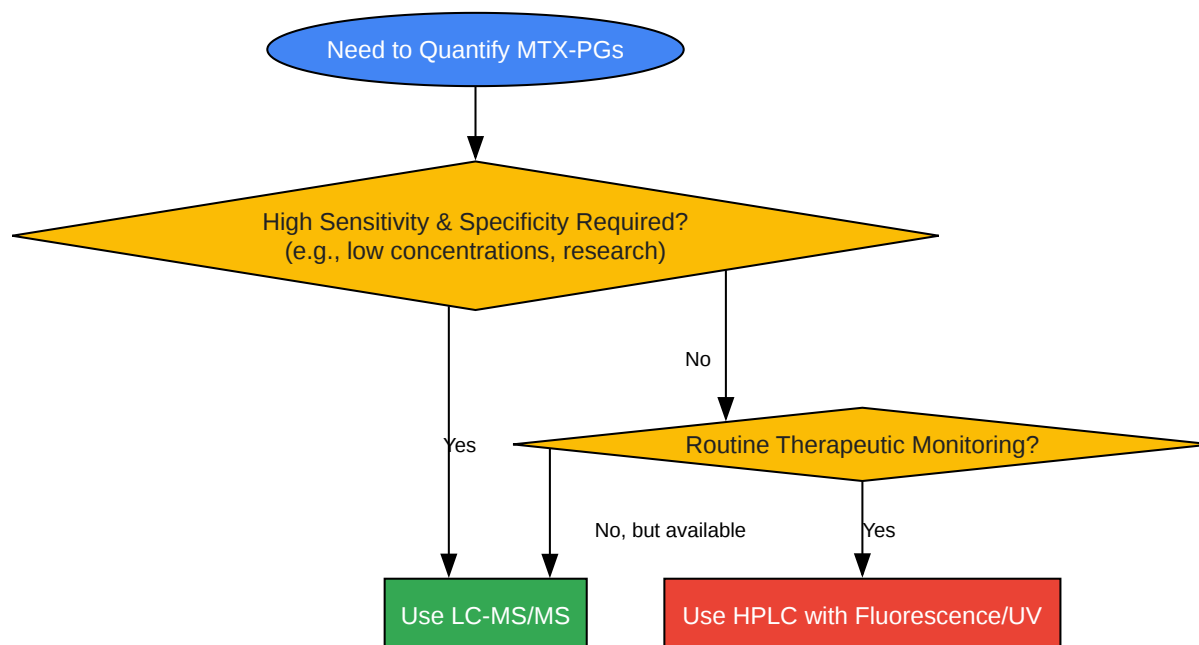 Need to Quantify MTX-PGs
High Sensitivity & Specificity Required?
(e.g., low concentrations, research)
No
Yes
Routine Therapeutic Monitoring?
No, but available
Yes
Use LC-MS/MS
Use HPLC with Fluorescence/UV